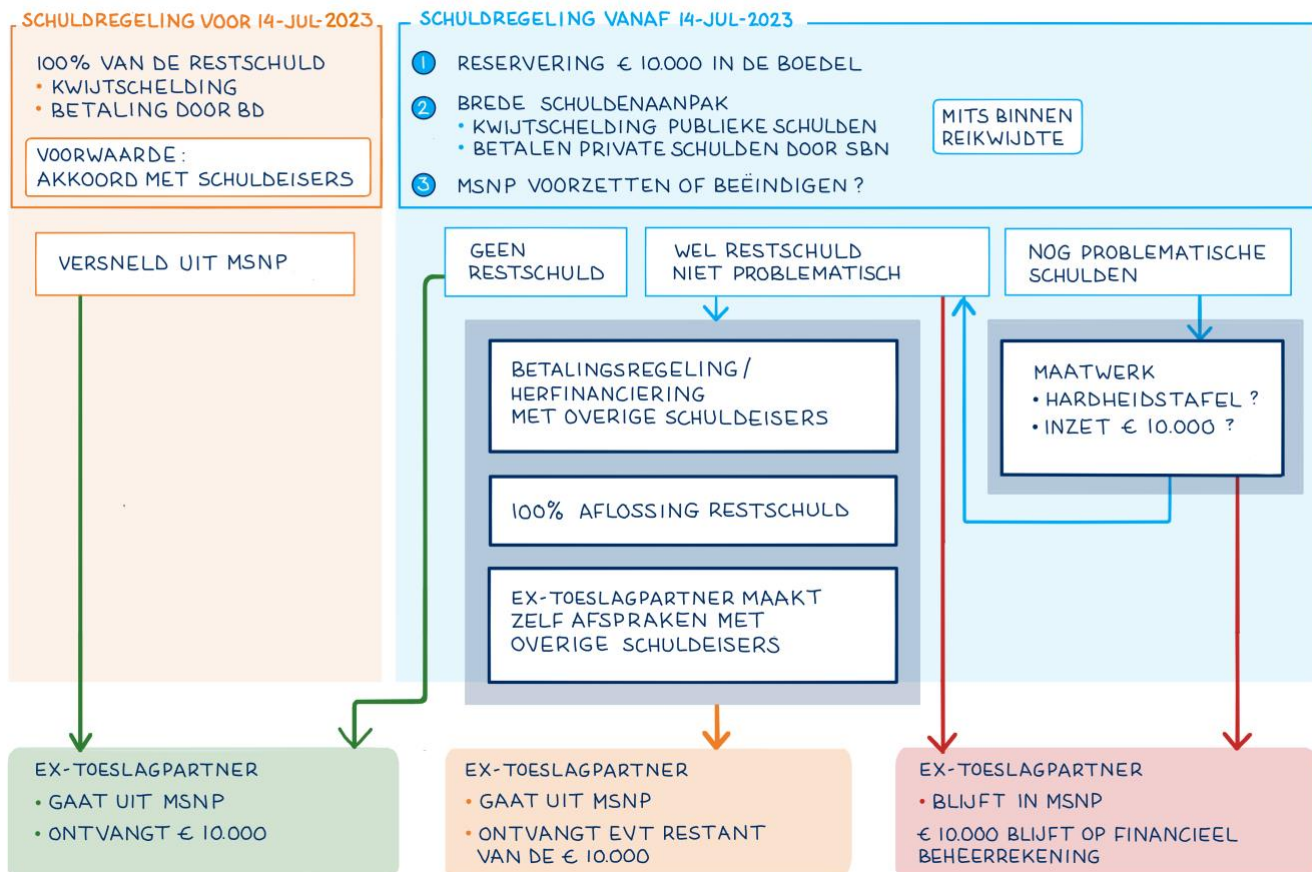 SCHULDREGELING VOOR 14-JUL-2023
100% VAN DE RESTSCHULD
• KWIJTSCHELDING
• BETALING DOOR BD
VOORWAARDE:
AKKOORD MET SCHULDEISERS
VERSNELD UIT MSNP
SCHULDREGELING VANAF 14-JUL-2023
1 RESERVERING € 10.000 IN DE BOEDEL
2 BREDE SCHULDENAANPAK
• KWIJTSCHELDING PUBLIEKE SCHULDEN
• BETALEN PRIVATE SCHULDEN DOOR SBN
MITS BINNEN
REIKWIJDTE
3 MSNP VOORZETTEN OF BEËINDIGEN?
GEEN
RESTSCHULD
WEL RESTSCHULD
NIET PROBLEMATISCH
NOG PROBLEMATISCHE
SCHULDEN
BETALINGSREGELING/
HERFINANCIERING
MET OVERIGE SCHULDEISERS
100% AFLOSSING RESTSCHULD
EX-TOESLAGPARTNER MAAKT
ZELF AFSPRAKEN MET
OVERIGE SCHULDEISERS
MAATWERK
• HARDHEIDSTAFEL?
• INZET € 10.000 ?
EX-TOESLAGPARTNER
• GAAT UIT MSNP
• ONTVANGT € 10.000
EX-TOESLAGPARTNER
• GAAT UIT MSNP
• ONTVANGT EVT RESTANT
VAN DE € 10.000
EX-TOESLAGPARTNER
• BLIJFT IN MSNP
€ 10.000 BLIJFT OP FINANCIEEL
BEHEERREKENING